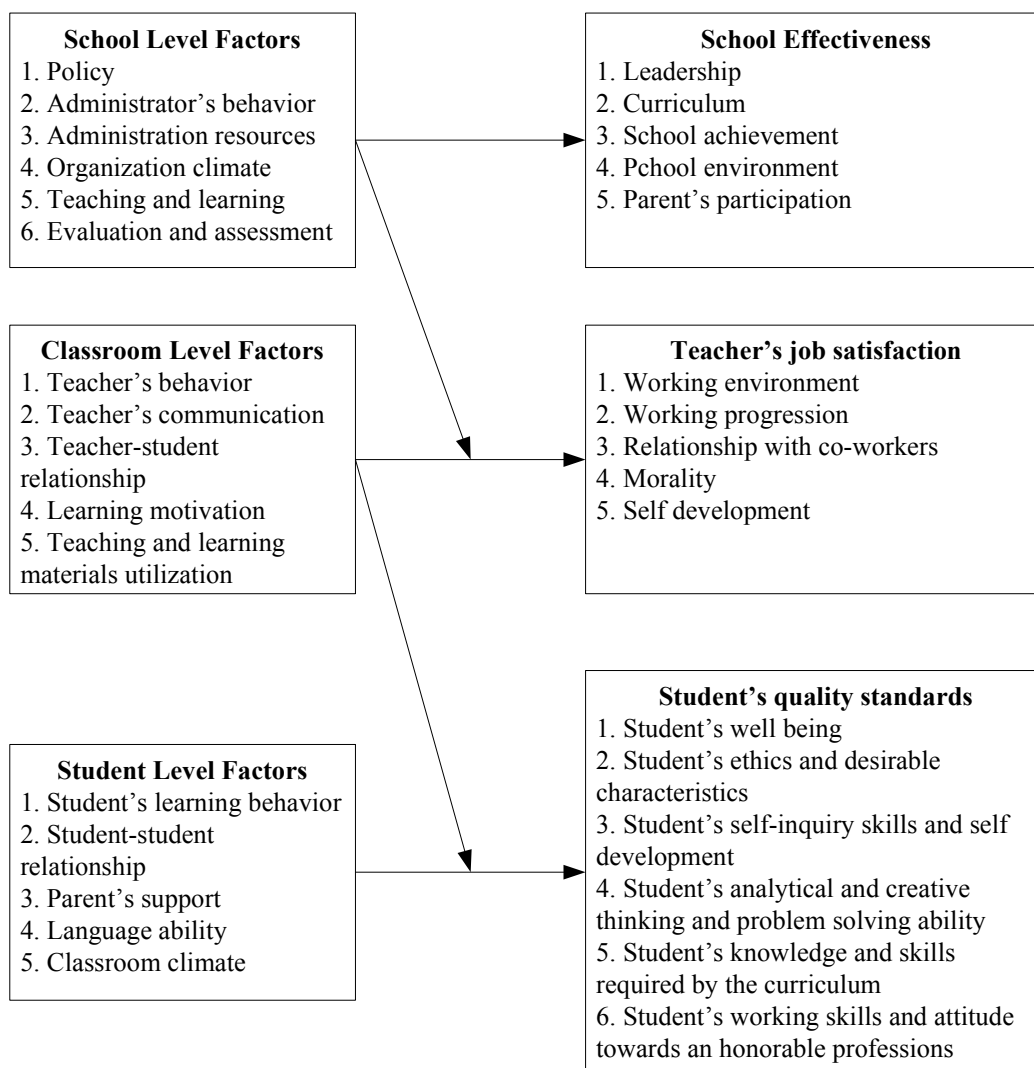 School Level Factors
1. Policy
2. Administrator’s behavior
3. Administration resources
4. Organization climate
5. Teaching and learning
6. Evaluation and assessment
School Effectiveness
1. Leadership
2. Curriculum
3. School achievement
4. Pchool environment
5. Parent’s participation
Classroom Level Factors
1. Teacher’s behavior
2. Teacher’s communication
3. Teacher-student
relationship
4. Learning motivation
5. Teaching and learning
materials utilization
Teacher’s job satisfaction
1. Working environment
2. Working progression
3. Relationship with co-workers
4. Morality
5. Self development
Student Level Factors
1. Student’s learning behavior
2. Student-student
relationship
3. Parent’s support
4. Language ability
5. Classroom climate
Student’s quality standards
1. Student’s well being
2. Student’s ethics and desirable
characteristics
3. Student’s self-inquiry skills and self
development
4. Student’s analytical and creative
thinking and problem solving ability
5. Student’s knowledge and skills
required by the curriculum
6. Student’s working skills and attitude
towards an honorable professions